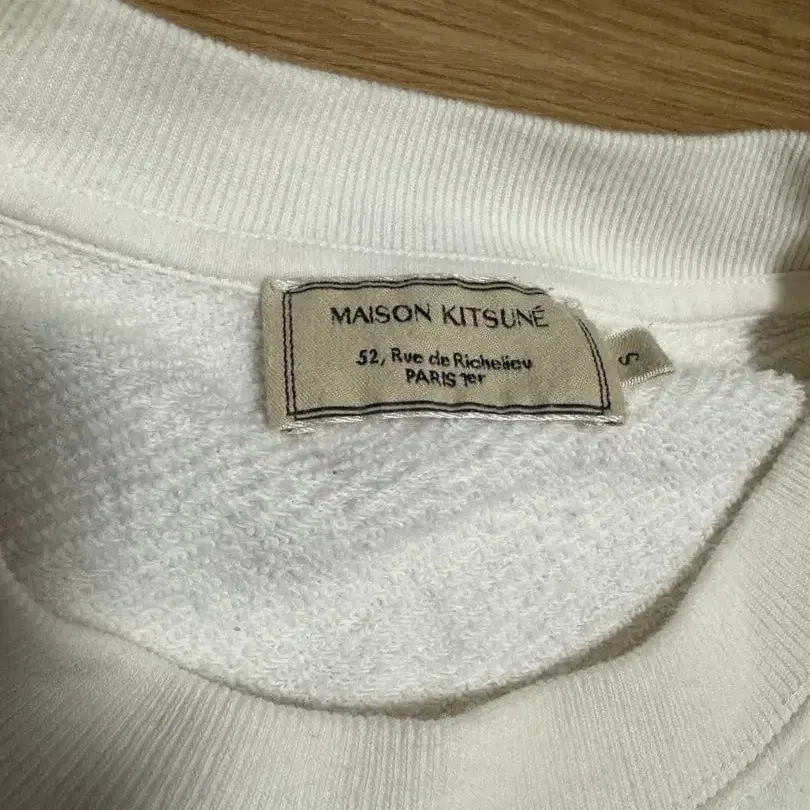 MAISON KITSUNÉ
52, Rue de Richelieu
PARIS 1er
S